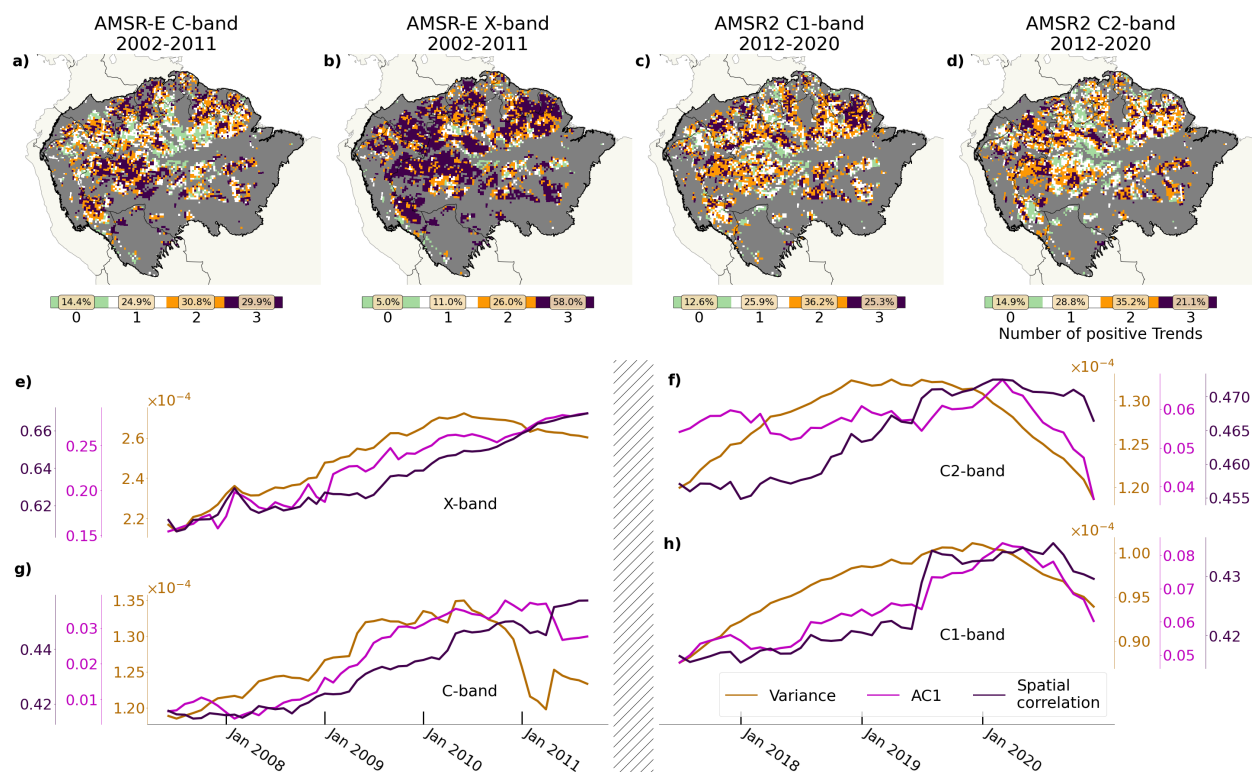 AMSR-E C-band
2002-2011
AMSR-E X-band
2002-2011
AMSR2 C1-band
2012-2020
AMSR2 C2-band
2012-2020
a)
b)
c)
d)
14.4% 24.9% 30.8% 29.9%
0 1 2 3
5.0% 11.0% 26.0% 58.0%
0 1 2 3
12.6% 25.9% 36.2% 25.3%
0 1 2 3
14.9% 28.8% 35.2% 21.1%
0 1 2 3
Number of positive Trends
e)
×10⁻⁴
0.66
0.64
0.62
0.25
0.20
0.15
2.6
2.4
2.2
X-band
f)
×10⁻⁴
1.30
1.25
1.20
0.06
0.05
0.04
0.470
0.465
0.460
0.455
C2-band
g)
×10⁻⁴
0.44
0.42
0.03
0.02
0.01
1.35
1.30
1.25
1.20
C-band
h)
×10⁻⁴
1.00
0.95
0.90
0.08
0.07
0.06
0.05
0.43
0.42
C1-band
Variance
AC1
Spatial
correlation
Jan 2008
Jan 2009
Jan 2010
Jan 2011
Jan 2018
Jan 2019
Jan 2020